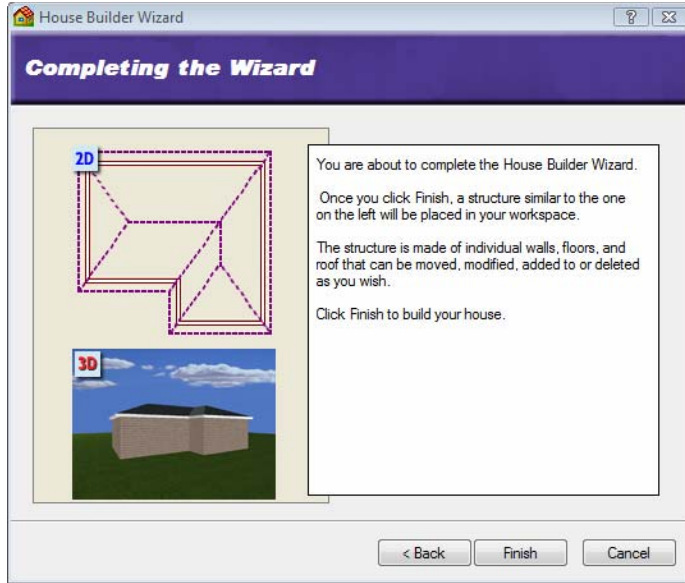 House Builder Wizard
Completing the Wizard
2D
3D
You are about to complete the House Builder Wizard.
Once you click Finish, a structure similar to the one
on the left will be placed in your workspace.
The structure is made of individual walls, floors, and
roof that can be moved, modified, added to or deleted
as you wish.
Click Finish to build your house.
< Back
Finish
Cancel